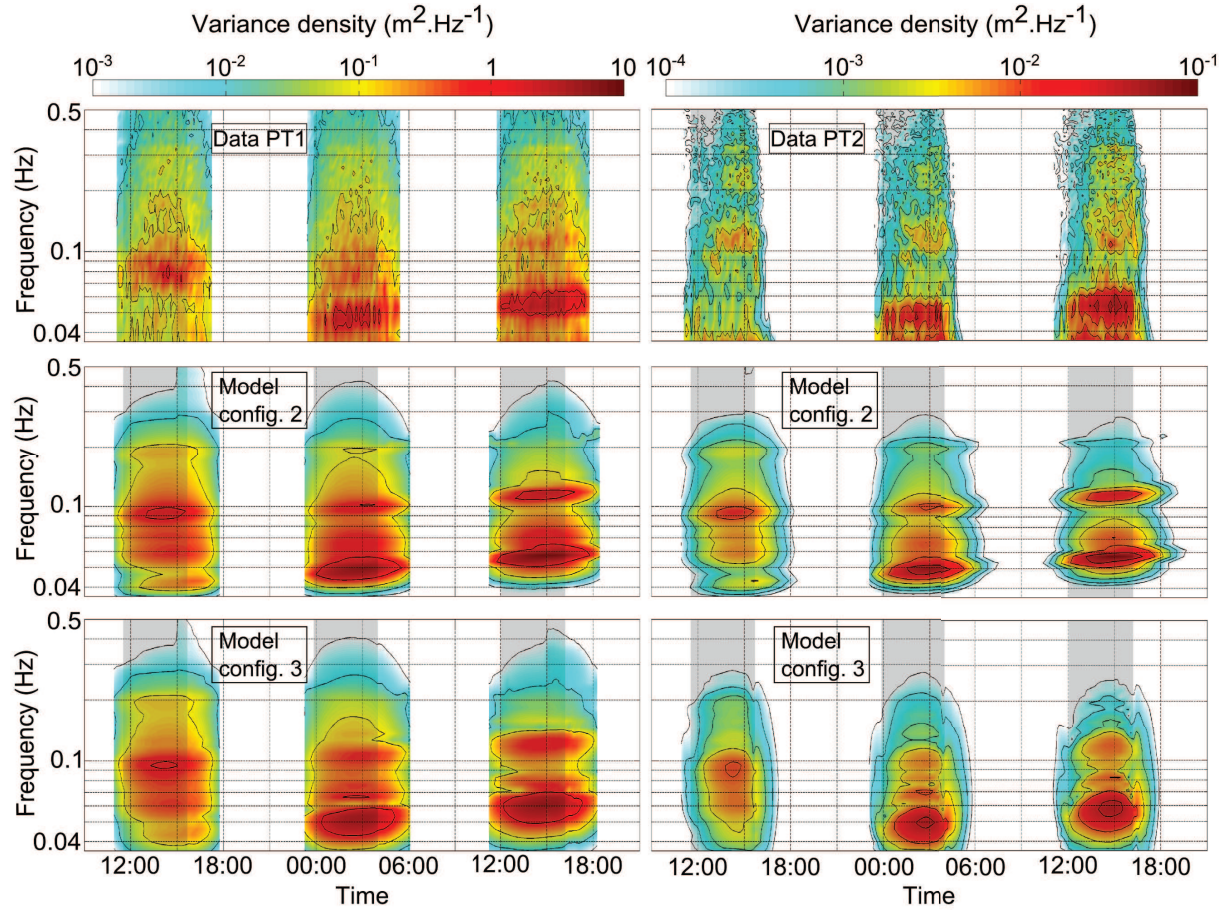 Variance density (m².Hz⁻¹)
10⁻³ 10⁻² 10⁻¹ 1 10
Variance density (m².Hz⁻¹)
10⁻⁴ 10⁻³ 10⁻² 10⁻¹
0.5
0.1
0.04
Frequency (Hz)
Data PT1
Data PT2
0.5
0.1
0.04
Frequency (Hz)
Model
config. 2
Model
config. 2
0.5
0.1
0.04
Frequency (Hz)
Model
config. 3
Model
config. 3
12:00 18:00 00:00 06:00 12:00 18:00
Time
12:00 18:00 00:00 06:00 12:00 18:00
Time